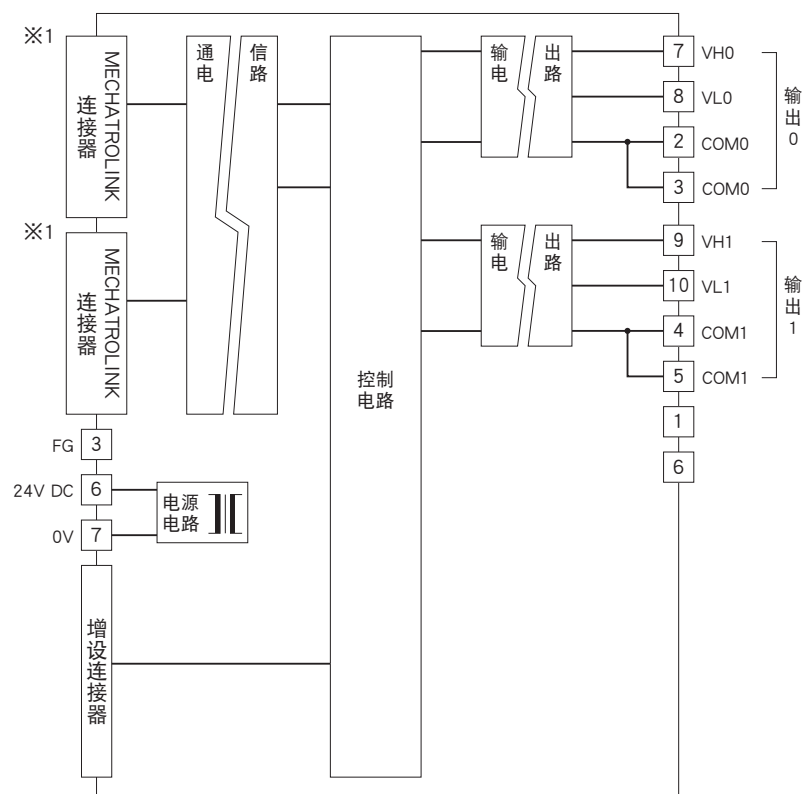 ※1
MECHATROLINK
连接器
※1
MECHATROLINK
连接器
通 信
电 路
控制
电路
输 出
电 路
7 VH0
8 VL0
2 COM0
3 COM0
输出0
输 出
电 路
9 VH1
10 VL1
4 COM1
5 COM1
输出1
1
6
FG 3
24V DC 6
0V 7
电源
电路
增设连接器